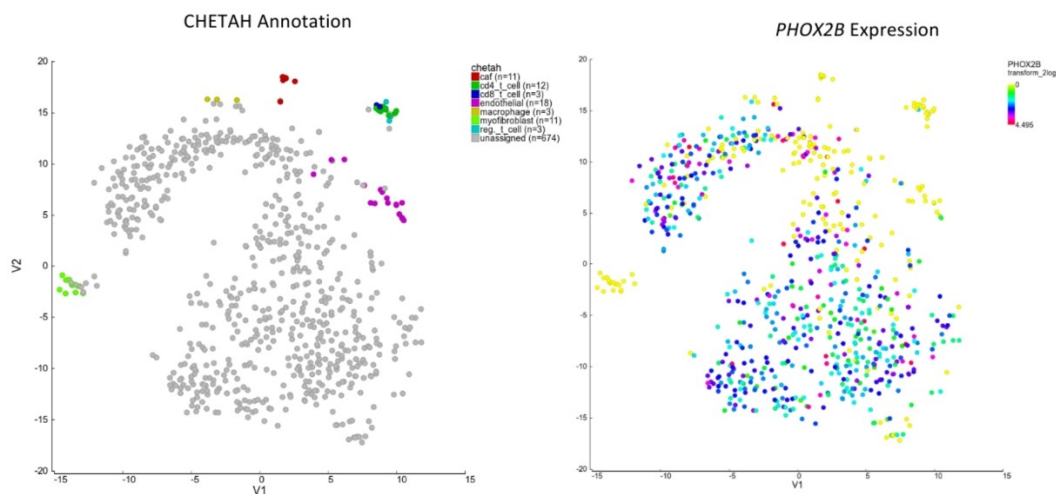 CHETAH Annotation
PHOX2B Expression
chetah
caf (n=11)
cd4_t_cell (n=12)
cd8_t_cell (n=3)
endothelial (n=18)
macrophage (n=3)
myofibroblast (n=11)
reg._t_cell (n=3)
unassigned (n=674)
PHOX2B
transform_2log
0
4.495
20
15
10
5
0
-5
-10
-15
-20
V2
-15
-10
-5
0
5
10
15
V1
20
15
10
5
0
-5
-10
-15
-20
-15
-10
-5
0
5
10
15
V1